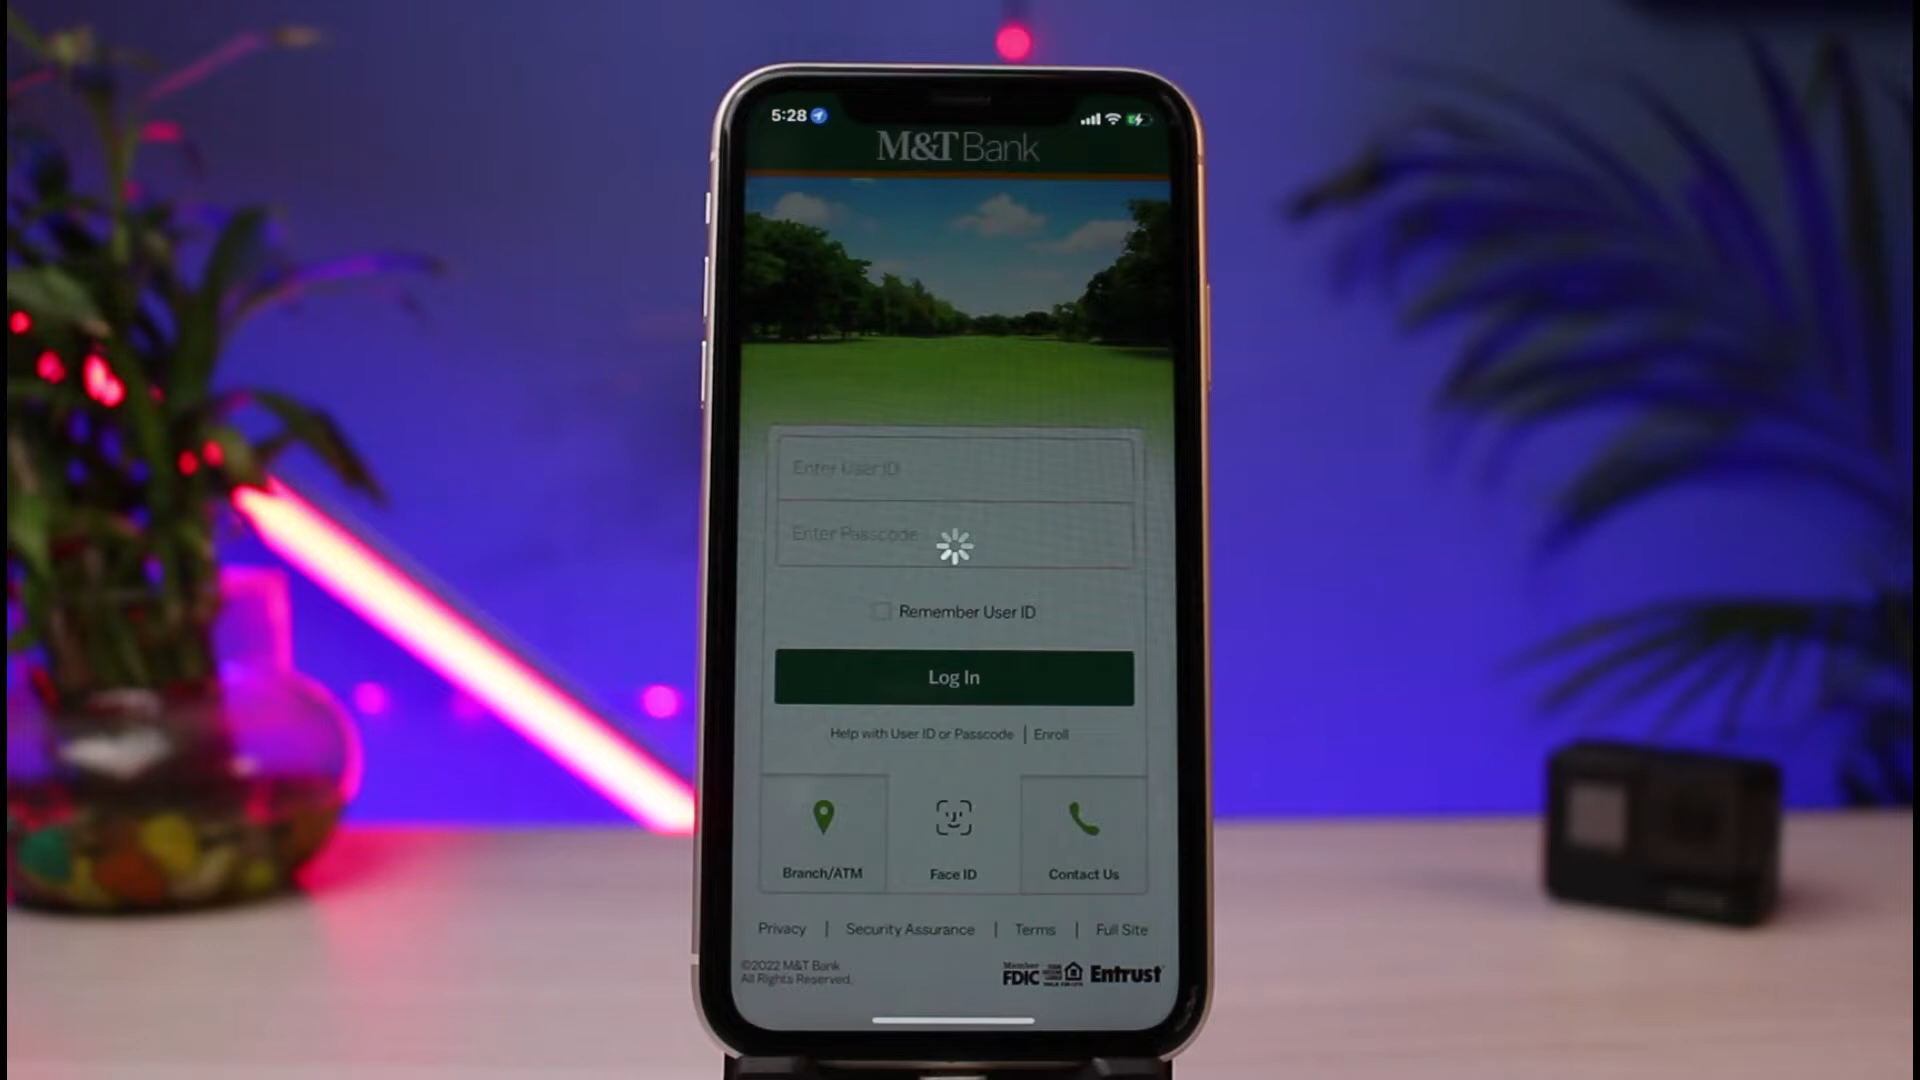 5:28
M&T Bank
Enter User ID
Enter Passcode
Remember User ID
Log In
Help with User ID or Passcode | Enroll
Branch/ATM
Face ID
Contact Us
Privacy | Security Assurance | Terms | Full Site
©2022 M&T Bank
All Rights Reserved.
Member
FDIC
Entrust